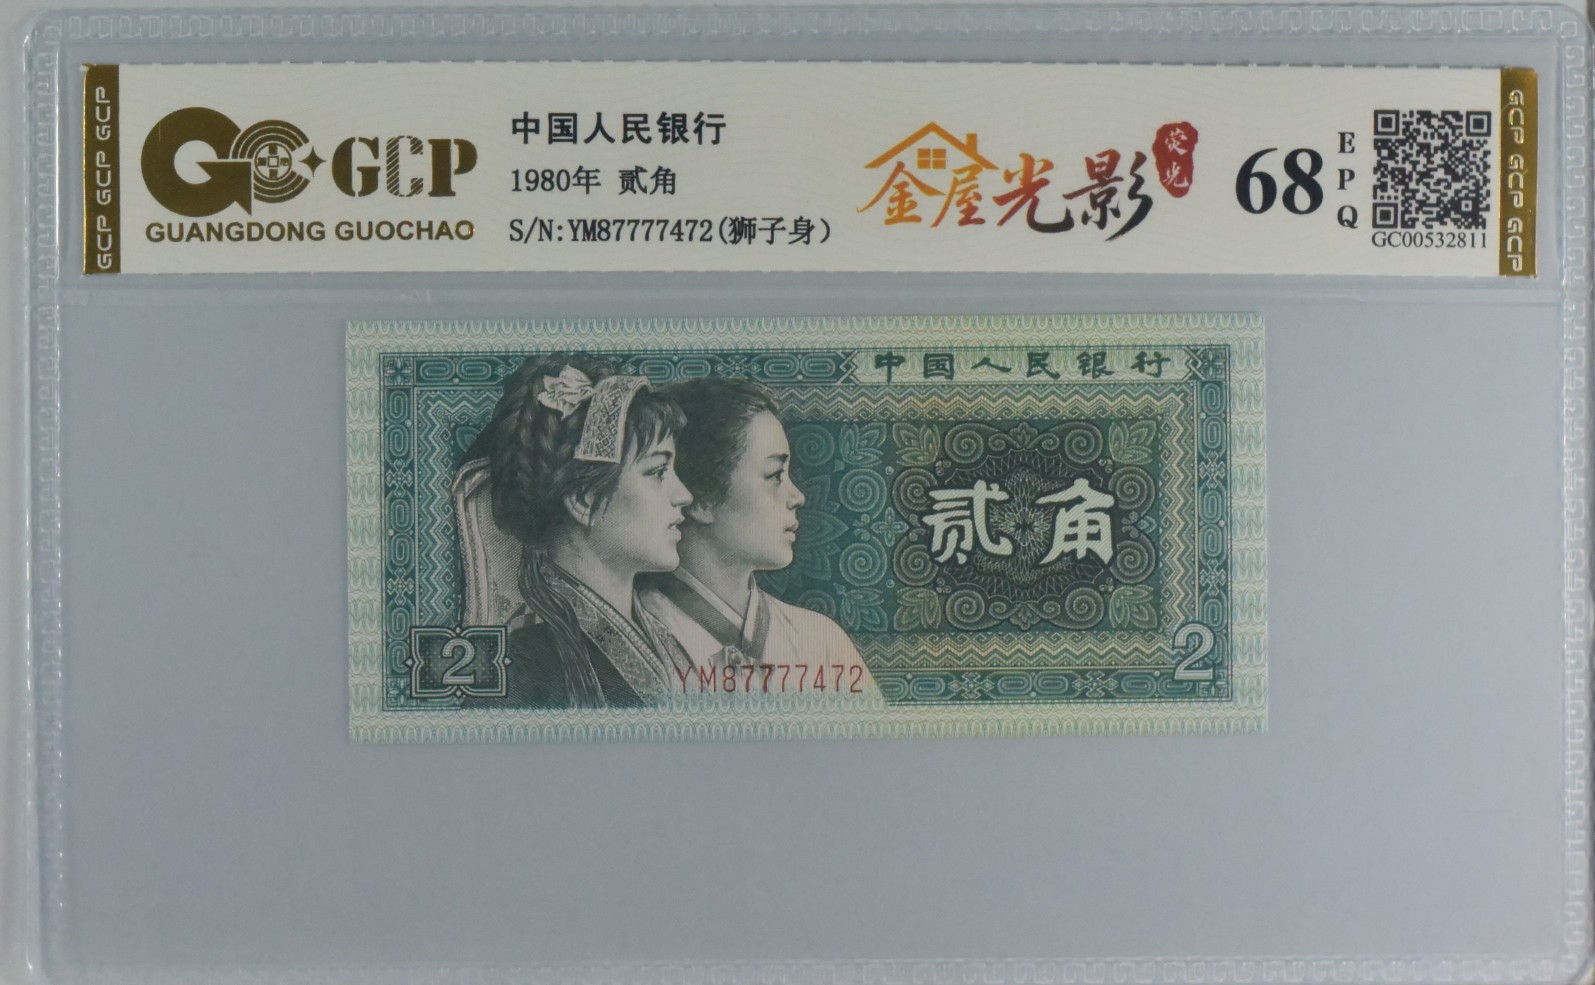 GCP GCP GCP
GCP
GUANGDONG GUOCHAO
中国人民银行
1980年 贰角
S/N:YM87777472(狮子身)
金屋光影
荧光
68
EPQ
GC00532811
GCP GCP GCP
中国人民银行
贰角
2
2
YM87777472